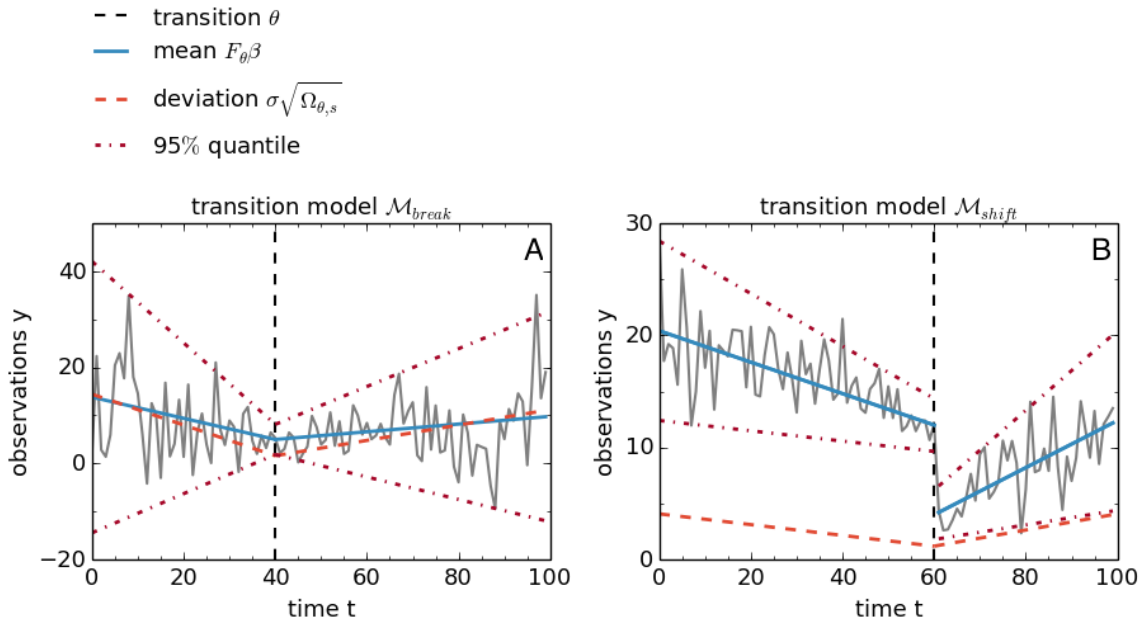 transition θ
mean F_θβ
deviation σ√Ω_θ,s
95% quantile
transition model M_break
transition model M_shift
A
B
observations y
40
20
0
−20
0 20 40 60 80 100
time t
observations y
30
20
10
0
0 20 40 60 80 100
time t